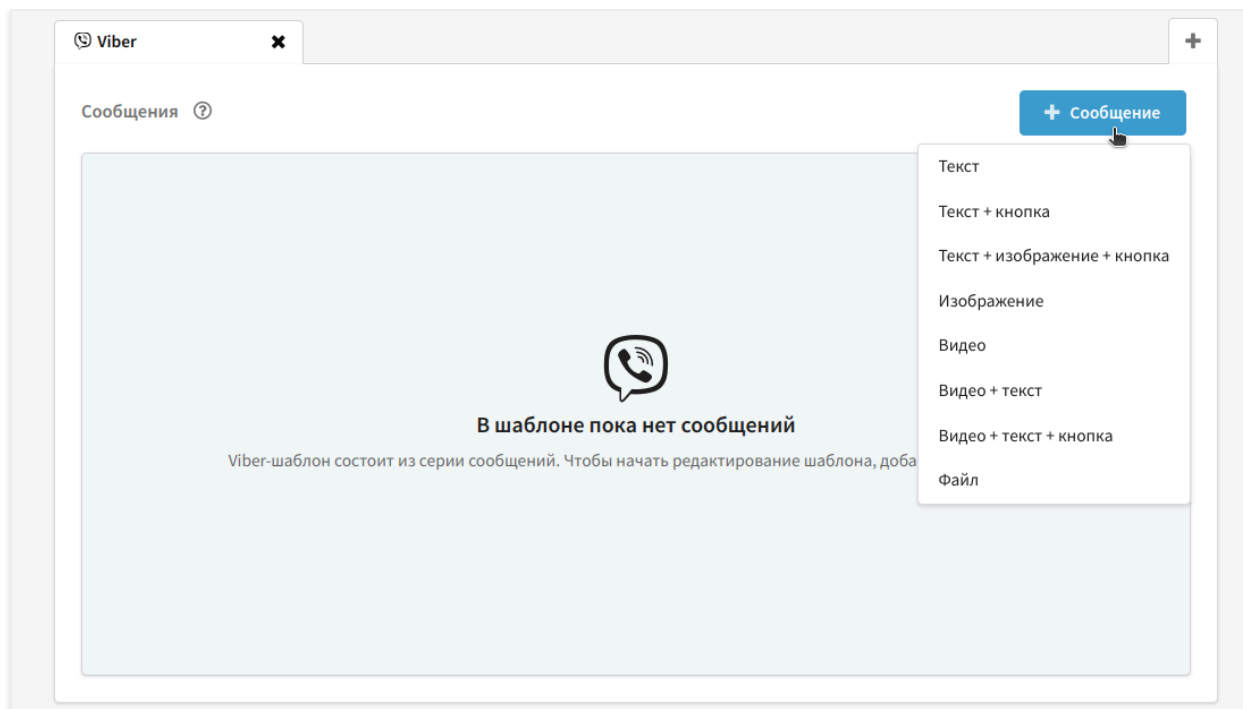 Viber
Сообщения
Сообщение
Текст
Текст + кнопка
Текст + изображение + кнопка
Изображение
Видео
Видео + текст
Видео + текст + кнопка
Файл
В шаблоне пока нет сообщений
Viber-шаблон состоит из серии сообщений. Чтобы начать редактирование шаблона, доба